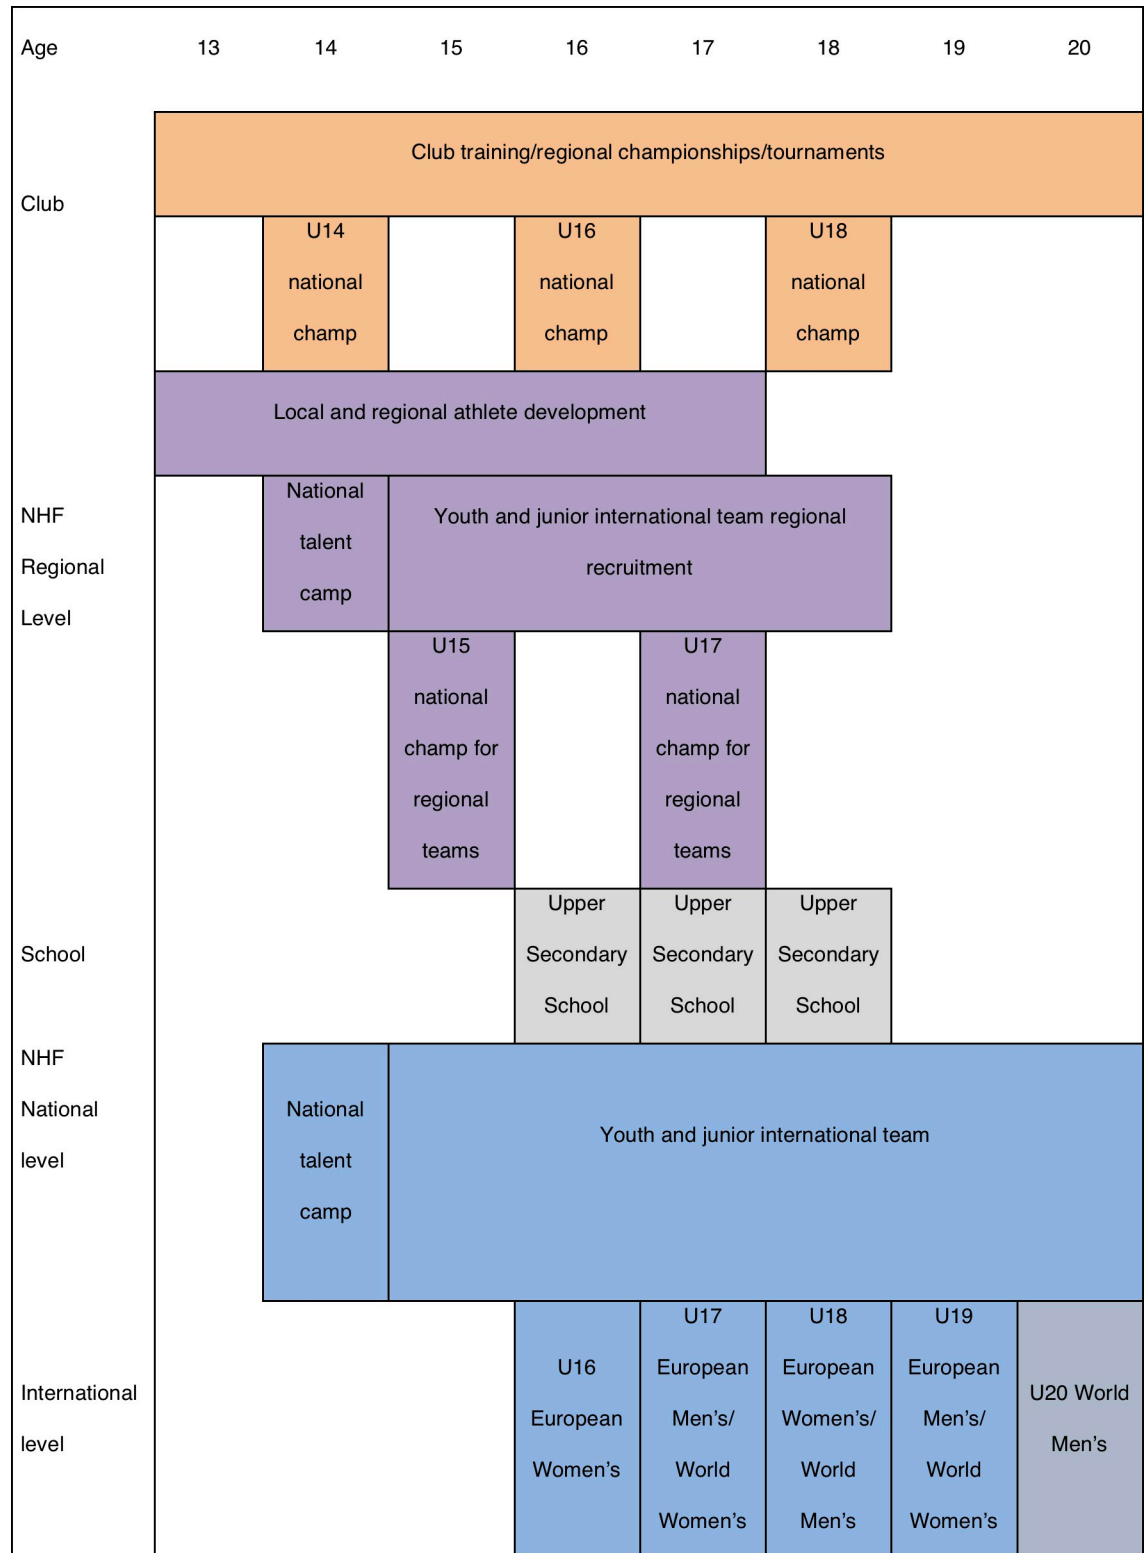 Age 13 14 15 16 17 18 19 20
Club training/regional championships/tournaments
Club
U14
national
champ
U16
national
champ
U18
national
champ
Local and regional athlete development
NHF
Regional
Level
National
talent
camp
Youth and junior international team regional
recruitment
U15
national
champ for
regional
teams
U17
national
champ for
regional
teams
School
Upper
Secondary
School
Upper
Secondary
School
Upper
Secondary
School
NHF
National
level
National
talent
camp
Youth and junior international team
International
level
U16
European
Women’s
U17
European
Men’s/
World
Women’s
U18
European
Women’s/
World
Men’s
U19
European
Men’s/
World
Women’s
U20 World
Men’s